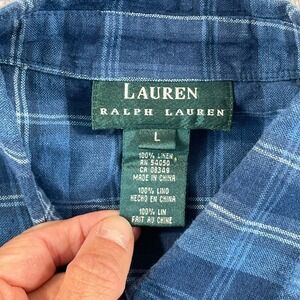 LAUREN
RALPH LAUREN
L
100% LINEN
RN 54050
CA 08349
MADE IN CHINA
100% LINO
HECHO EN CHINA
100% LIN
FAIT AU CHINE